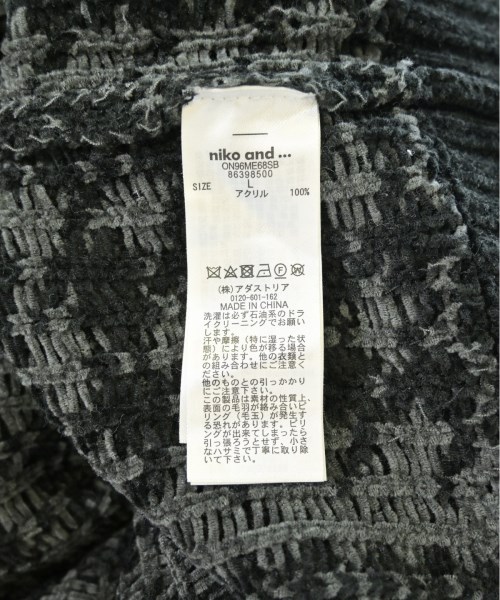 niko and ...
ON96ME68SB
86398500
SIZE L
アクリル 100%
(株)アダストリア
0120-601-162
MADE IN CHINA
洗濯は必ず石油系のドラ
イクリーニングでお願い
します。
汗や摩擦(特に湿った状
態)により色が移る場合
があります。他の衣類と
の組み合わせにご注意く
ださい。
他のものとの引っかかり
にご注意下さい。
この製品は素材の性質上、
表面の毛羽が絡み合いピ
リング(毛玉)が発生す
る恐れがあります。ピリ
ングが出来てしまったら
引っ張ろうとせず、小さ
なハサミで丁寧に取り除
いて下さい。